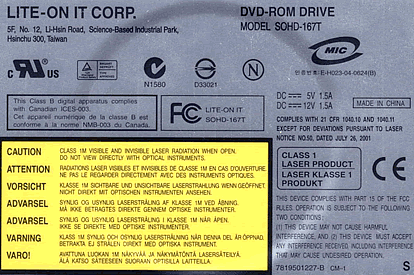 LITE-ON IT CORP.
5F, No. 12, Li-Hsin Road, Science-Based Industrial Park,
Hsinchu 300, Taiwan
DVD-ROM DRIVE
MODEL SOHD-167T
c RU US
N1580
D33021
MIC
E-H023-04-0624(B)
This Class B digital apparatus complies
with Canadian ICES-003.
Cet appareil numérique de la classe B est
conforme à la norme NMB-003 du Canada.
FC LITE-ON IT
SOHD-167T
DC 5V 1.5A
DC 12V 1.5A
MADE IN CHINA
COMPLIES WITH 21 CFR 1040.10 AND 1040.11
EXCEPT FOR DEVIATIONS PURSUANT TO LASER
NOTICE NO.50, DATED JULY 26, 2001
CAUTION CLASS 1M VISIBLE AND INVISIBLE LASER RADIATION WHEN OPEN.
DO NOT VIEW DIRECTLY WITH OPTICAL INSTRUMENTS.
ATTENTION RADIATIONS LASER VISIBLES ET INVISIBLES DE CLASSE 1M EN CAS D'OUVERTURE
NE PAS LE REGARDER DIRECTEMENT AVEC DES INSTRUMENTS OPTIQUES.
VORSICHT KLASSE 1M SICHTBARE UND UNSICHTBARE LASERSTRAHLUNG WENN GEÖFFNET.
NICHT DIREKT MIT OPTISCHEN INSTRUMENTEN ANSEHEN.
ADVARSEL SYNLIG OG USYNLIG LASERSTRÅLING AF KLASSE 1M VED ÅBNING.
MÅ IKKE BETRAGTES DIREKTE GENNEM OPTISKE INSTRUMENTER.
ADVARSEL SYNLIG OG USYNLIG LASERSTRÅLING I KLASSE 1M NÅR ÅPEN.
IKKE SE DIREKTE MED OPTISKE INSTRUMENTER.
VARNING KLASS 1M SYNLIG OCH OSYNLIG LASERSTRÅLNING NÄR DENNA DEL ÄR ÖPPNAD.
BETRAKTA EJ STRÅLEN DIREKT MED OPTISKA INSTRUMENT.
VARO! AVATTUNA LUOKAN 1M NÄKYVÄÄ JA NÄKYMÄTÖNTÄ LASERSÄTEILYÄ.
ÄLÄ KATSO SÄTEESEEN SUORAAN OPTISILLA LAITTEILLA.
CLASS 1
LASER PRODUCT
LASER KLASSE 1
PRODUKT
THIS DEVICE COMPLIES WITH PART 15 OF THE FCC
RULES OPERATION IS SUBJECT TO THE FOLLOWING
TWO CONDITIONS :
(1) THIS DEVICE MAY NOT CAUSE HARMFUL
INTERFERENCE, AND (2) THIS DEVICE MUST ACCEPT
ANY INTERFERENCE RECEIVED, INCLUDING INTERFERENCE
THAT MAY CAUSE UNDESIRED OPERATION.
7819501227-B CM-1
S